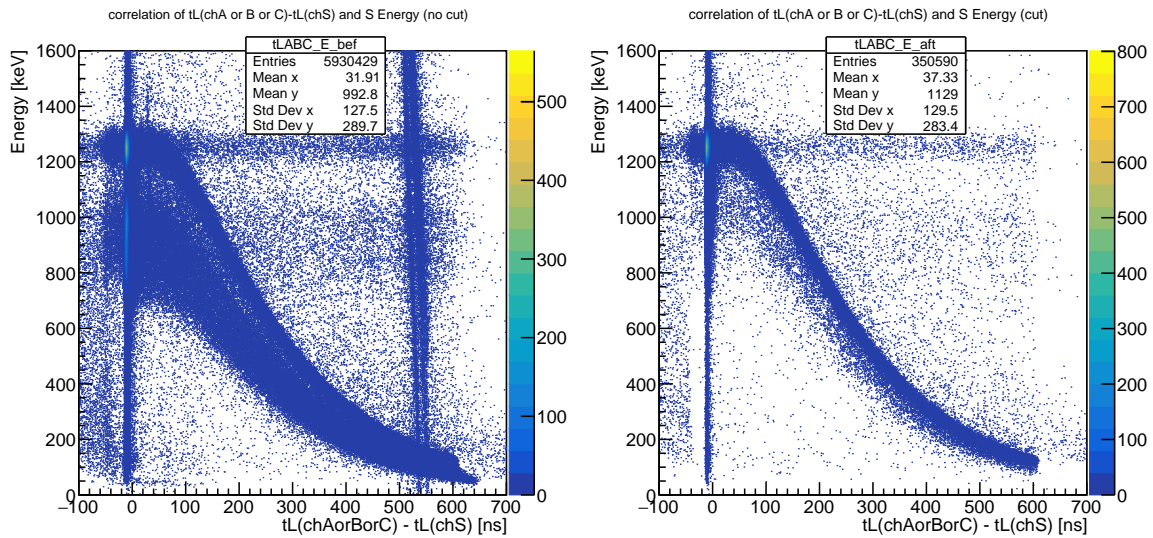 correlation of tL(chA or B or C)-tL(chS) and S Energy (no cut)
tLABC_E_bef
Entries 5930429
Mean x 31.91
Mean y 992.8
Std Dev x 127.5
Std Dev y 289.7
Energy [keV]
1600
1400
1200
1000
800
600
400
200
0
−100 0 100 200 300 400 500 600 700
tL(chAorBorC) - tL(chS) [ns]
500
400
300
200
100
0
correlation of tL(chA or B or C)-tL(chS) and S Energy (cut)
tLABC_E_aft
Entries 350590
Mean x 37.33
Mean y 1129
Std Dev x 129.5
Std Dev y 283.4
Energy [keV]
1600
1400
1200
1000
800
600
400
200
0
−100 0 100 200 300 400 500 600 700
tL(chAorBorC) - tL(chS) [ns]
800
700
600
500
400
300
200
100
0